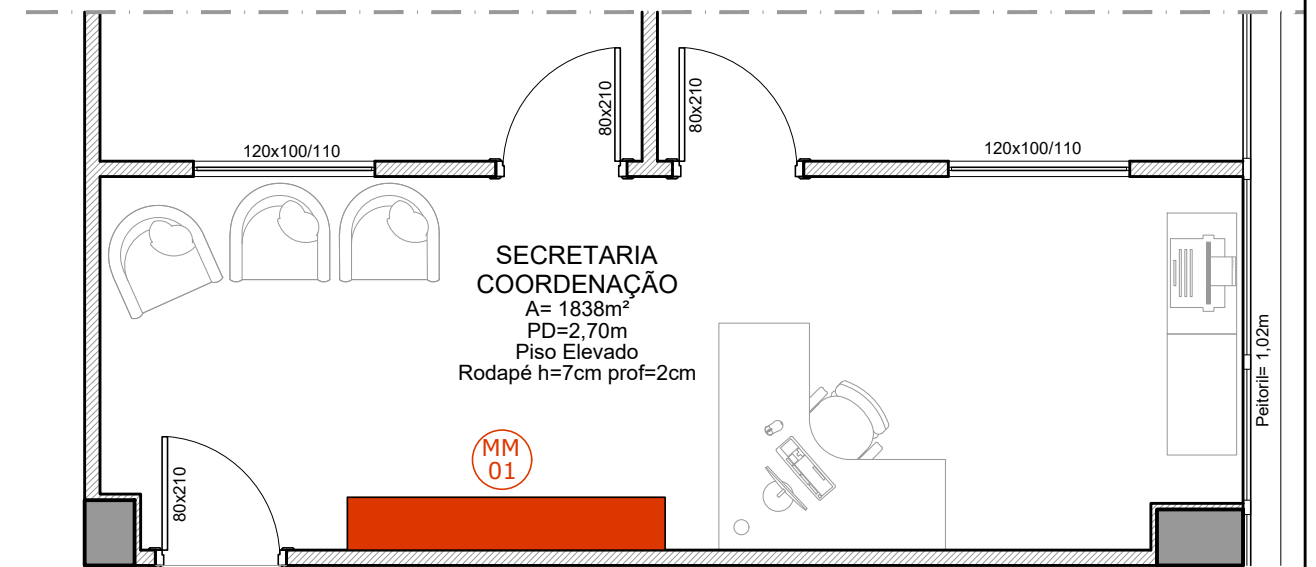 80x210
80x210
120x100/110
120x100/110
SECRETARIA
COORDENAÇÃO
A= 1838m²
PD=2,70m
Piso Elevado
Rodapé h=7cm prof=2cm
Peitoril= 1,02m
MM
01
80x210